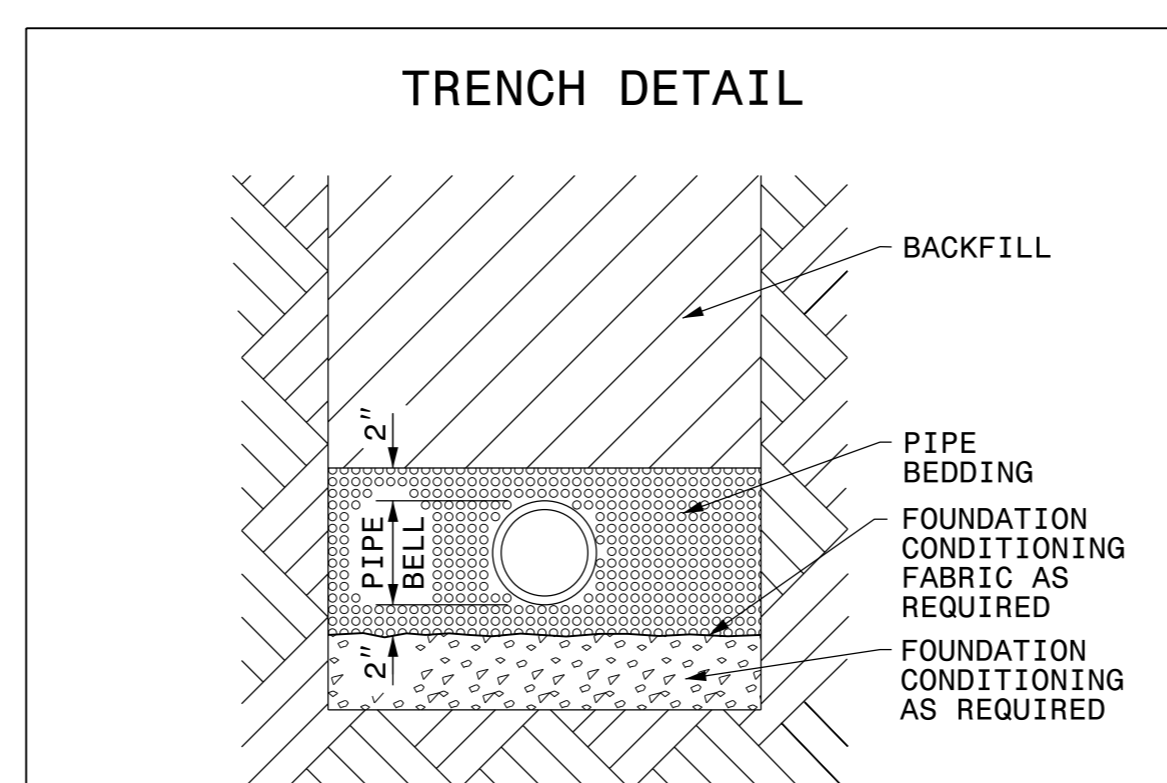 TRENCH DETAIL
BACKFILL
2"
PIPE
BEDDING
PIPE
BELL
FOUNDATION
CONDITIONING
FABRIC AS
REQUIRED
2"
FOUNDATION
CONDITIONING
AS REQUIRED